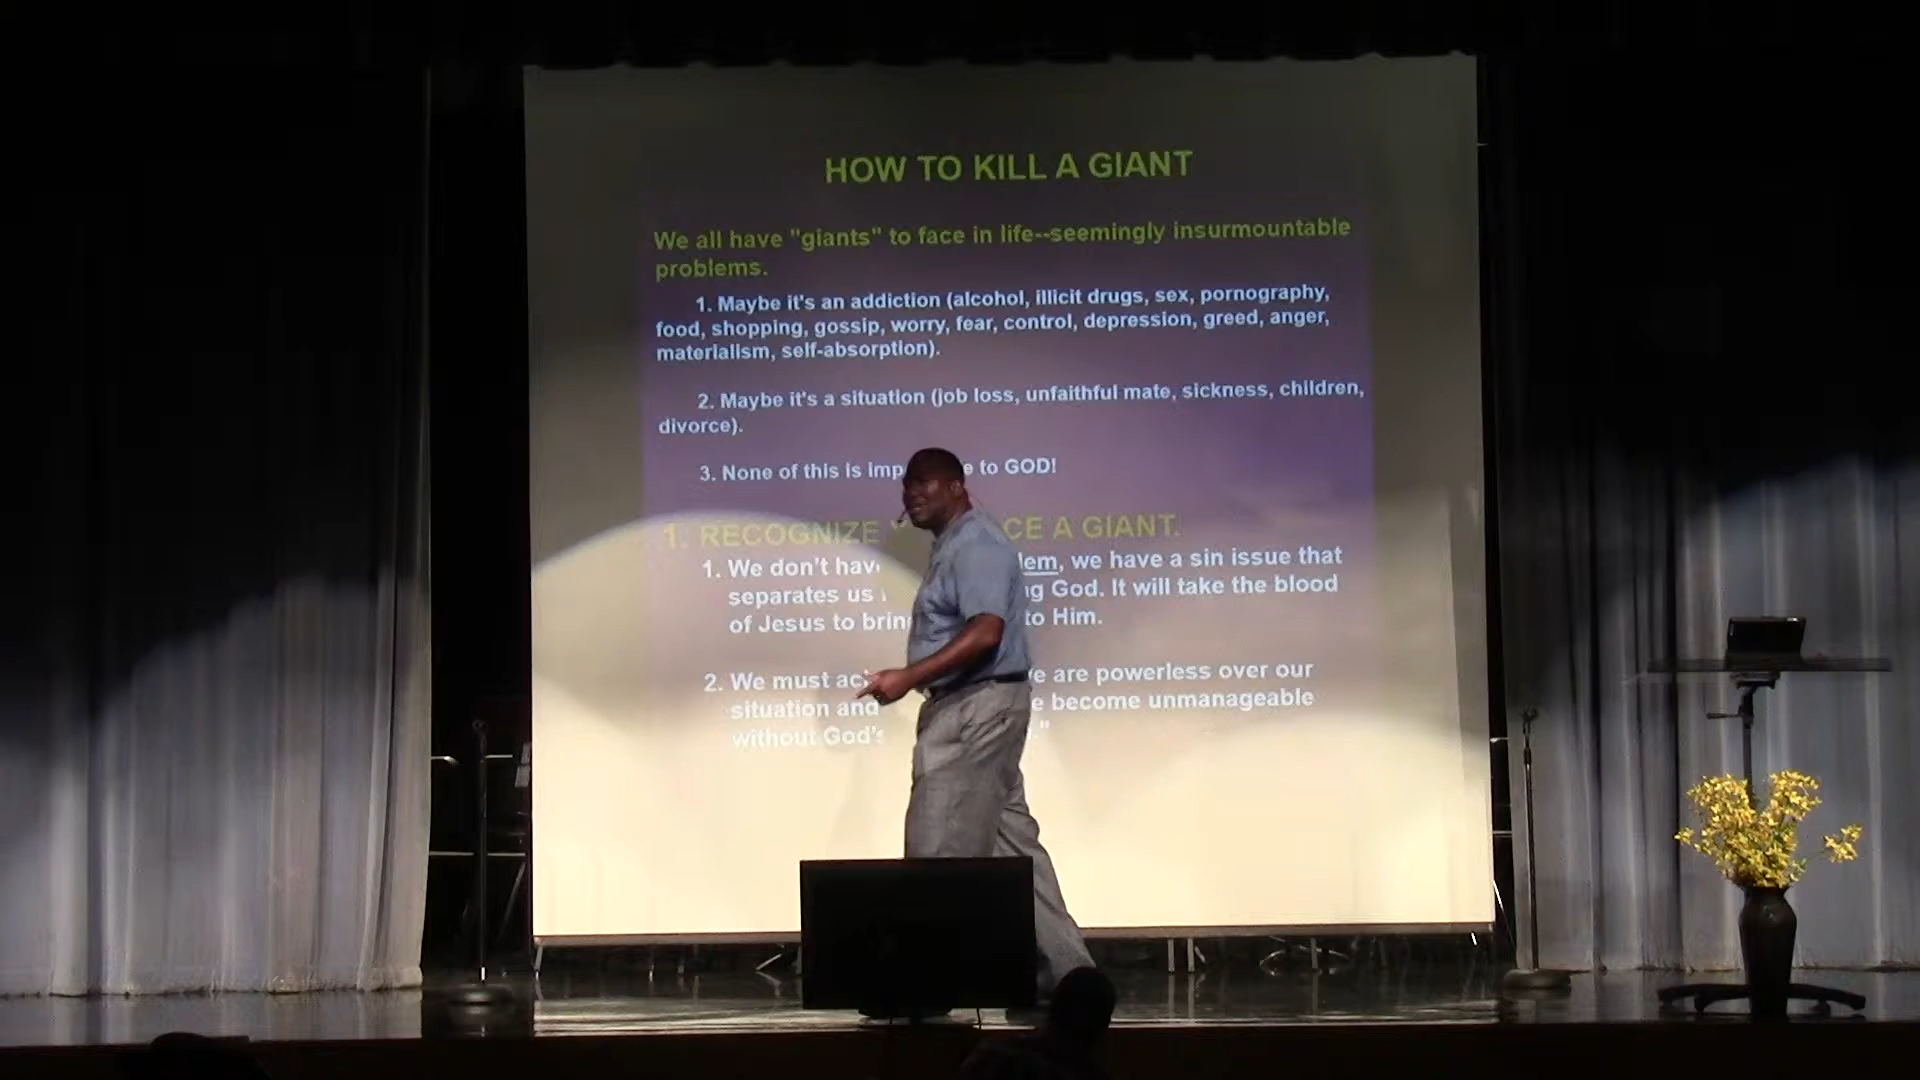 HOW TO KILL A GIANT
We all have "giants" to face in life--seemingly insurmountable
problems.
1. Maybe it's an addiction (alcohol, illicit drugs, sex, pornography,
food, shopping, gossip, worry, fear, control, depression, greed, anger,
materialism, self-absorption).
2. Maybe it's a situation (job loss, unfaithful mate, sickness, children,
divorce).
3. None of this is to GOD!
1. RECOGNIZE A GIANT.
1. We don't we have a sin issue that
separates us God. It will take the blood
of Jesus to to Him.
2. We must are powerless over our
situation and become unmanageable
without God's